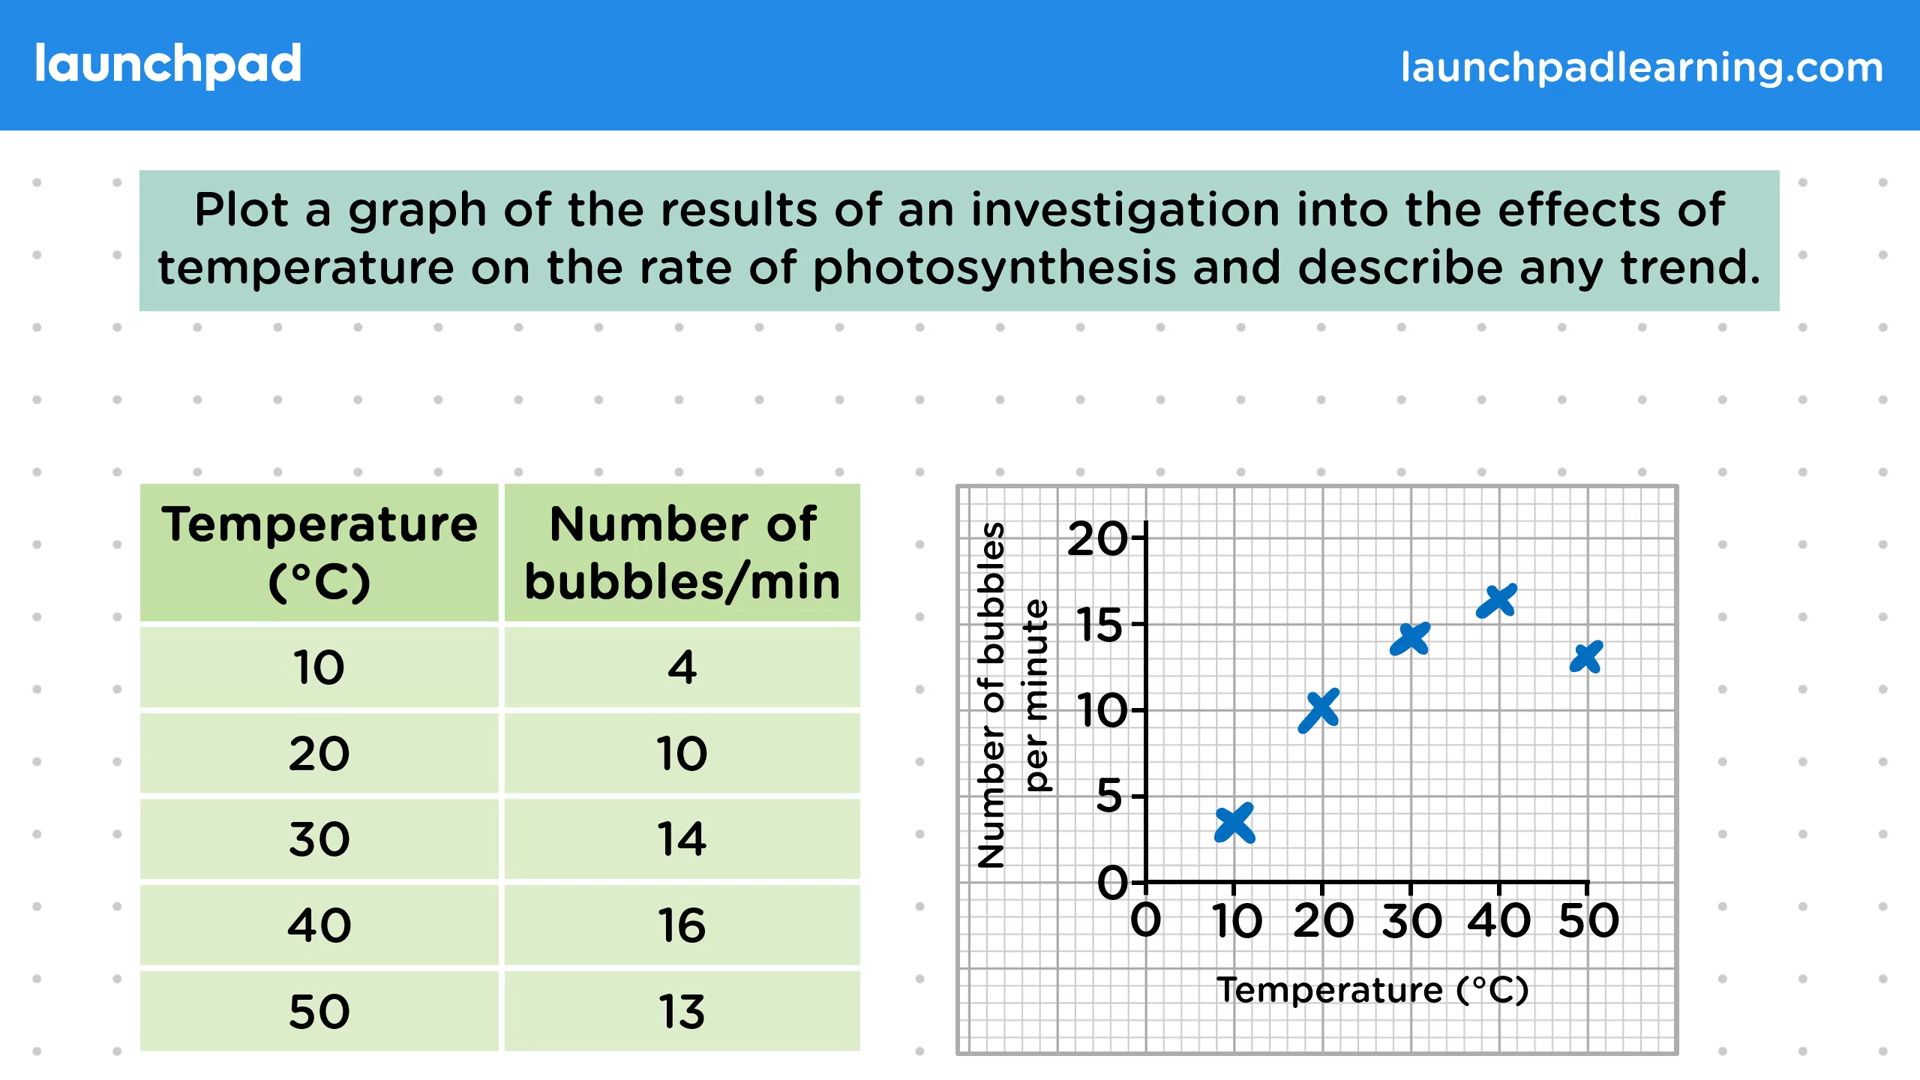 launchpad
launchpadlearning.com
Plot a graph of the results of an investigation into the effects of
temperature on the rate of photosynthesis and describe any trend.
Temperature
(°C)
Number of
bubbles/min
10 4
20 10
30 14
40 16
50 13
Number of bubbles
per minute
20
15
10
5
0
0 10 20 30 40 50
Temperature (°C)